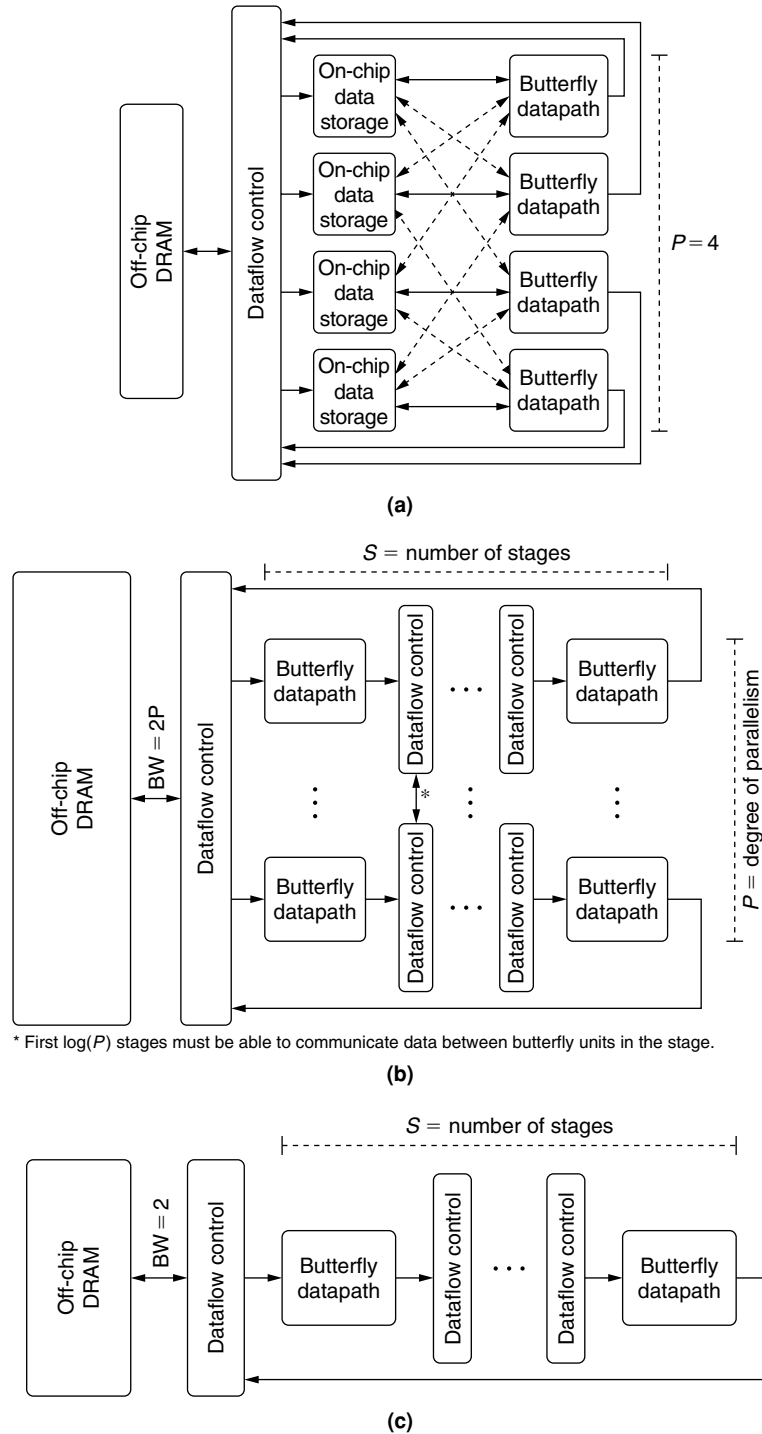 Off-chip
DRAM
Dataflow control
On-chip
data
storage
Butterfly
datapath
On-chip
data
storage
Butterfly
datapath
On-chip
data
storage
Butterfly
datapath
On-chip
data
storage
Butterfly
datapath
P = 4
(a)
S = number of stages
Off-chip
DRAM
BW = 2P
Dataflow control
Butterfly
datapath
Dataflow control
...
Dataflow control
Butterfly
datapath
*
Butterfly
datapath
Dataflow control
...
Dataflow control
Butterfly
datapath
P = degree of parallelism
* First log(P) stages must be able to communicate data between butterfly units in the stage.
(b)
S = number of stages
Off-chip
DRAM
BW = 2
Dataflow control
Butterfly
datapath
Dataflow control
...
Dataflow control
Butterfly
datapath
(c)